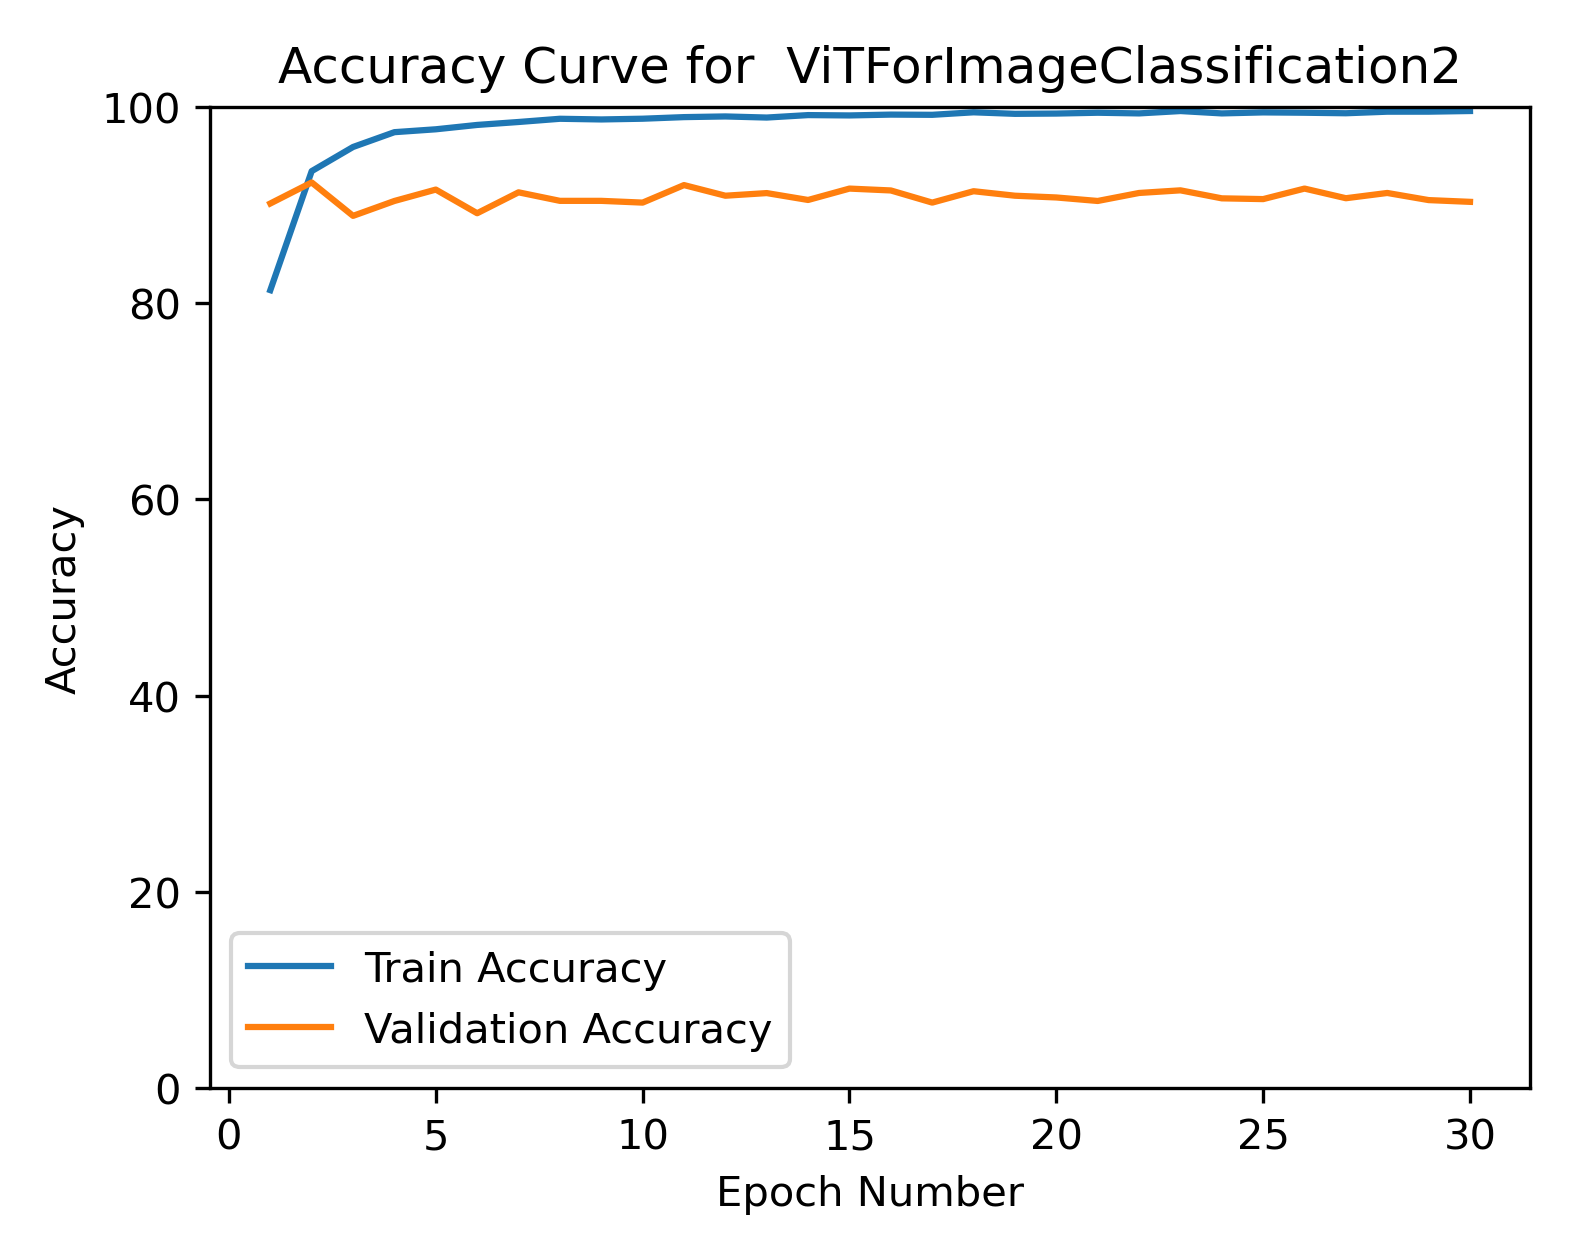 Accuracy Curve for  ViTForImageClassification2
100
80
60
40
20
0
Accuracy
Train Accuracy
Validation Accuracy
0 5 10 15 20 25 30
Epoch Number